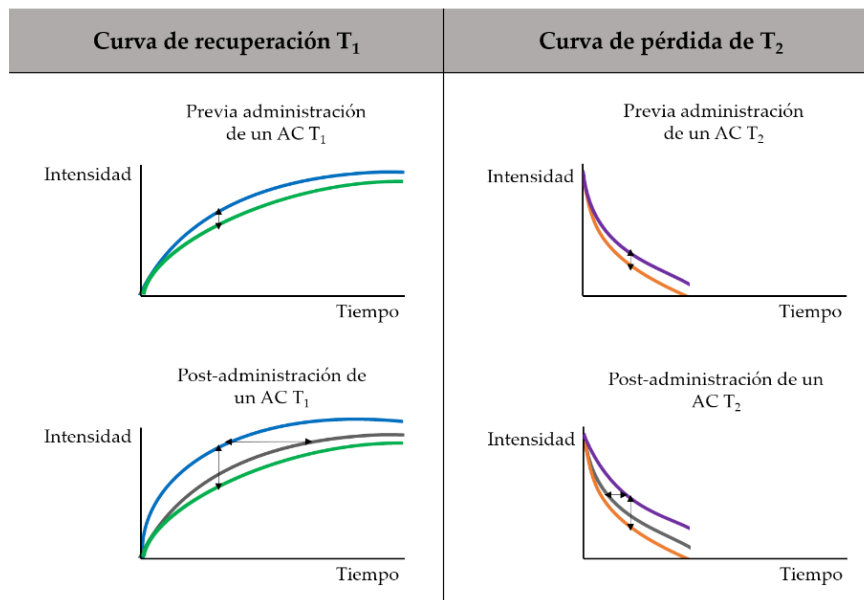 Curva de recuperación T₁
Curva de pérdida de T₂
Previa administración
de un AC T₁
Intensidad
Tiempo
Previa administración
de un AC T₂
Intensidad
Tiempo
Post-administración de
un AC T₁
Intensidad
Tiempo
Post-administración de un
AC T₂
Intensidad
Tiempo